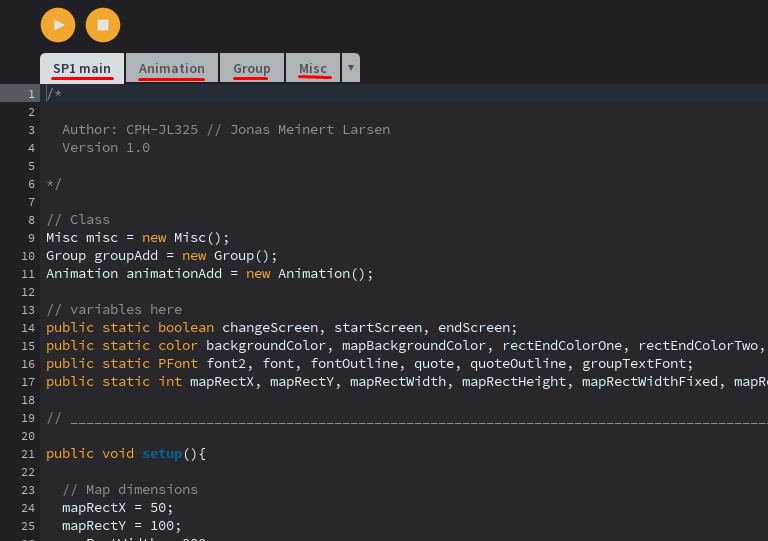 SP1 main Animation Group Misc
1 /*
2
3 Author: CPH-JL325 // Jonas Meinert Larsen
4 Version 1.0
5
6 */
7
8 // Class
9 Misc misc = new Misc();
10 Group groupAdd = new Group();
11 Animation animationAdd = new Animation();
12
13 // variables here
14 public static boolean changeScreen, startScreen, endScreen;
15 public static color backgroundColor, mapBackgroundColor, rectEndColorOne, rectEndColorTwo,
16 public static PFont font2, font, fontOutline, quote, quoteOutline, groupTextFont;
17 public static int mapRectX, mapRectY, mapRectWidth, mapRectHeight, mapRectWidthFixed,
18
19 // ________________________________________________________________________________________
20
21 public void setup(){
22
23 // Map dimensions
24 mapRectX = 50;
25 mapRectY = 100;